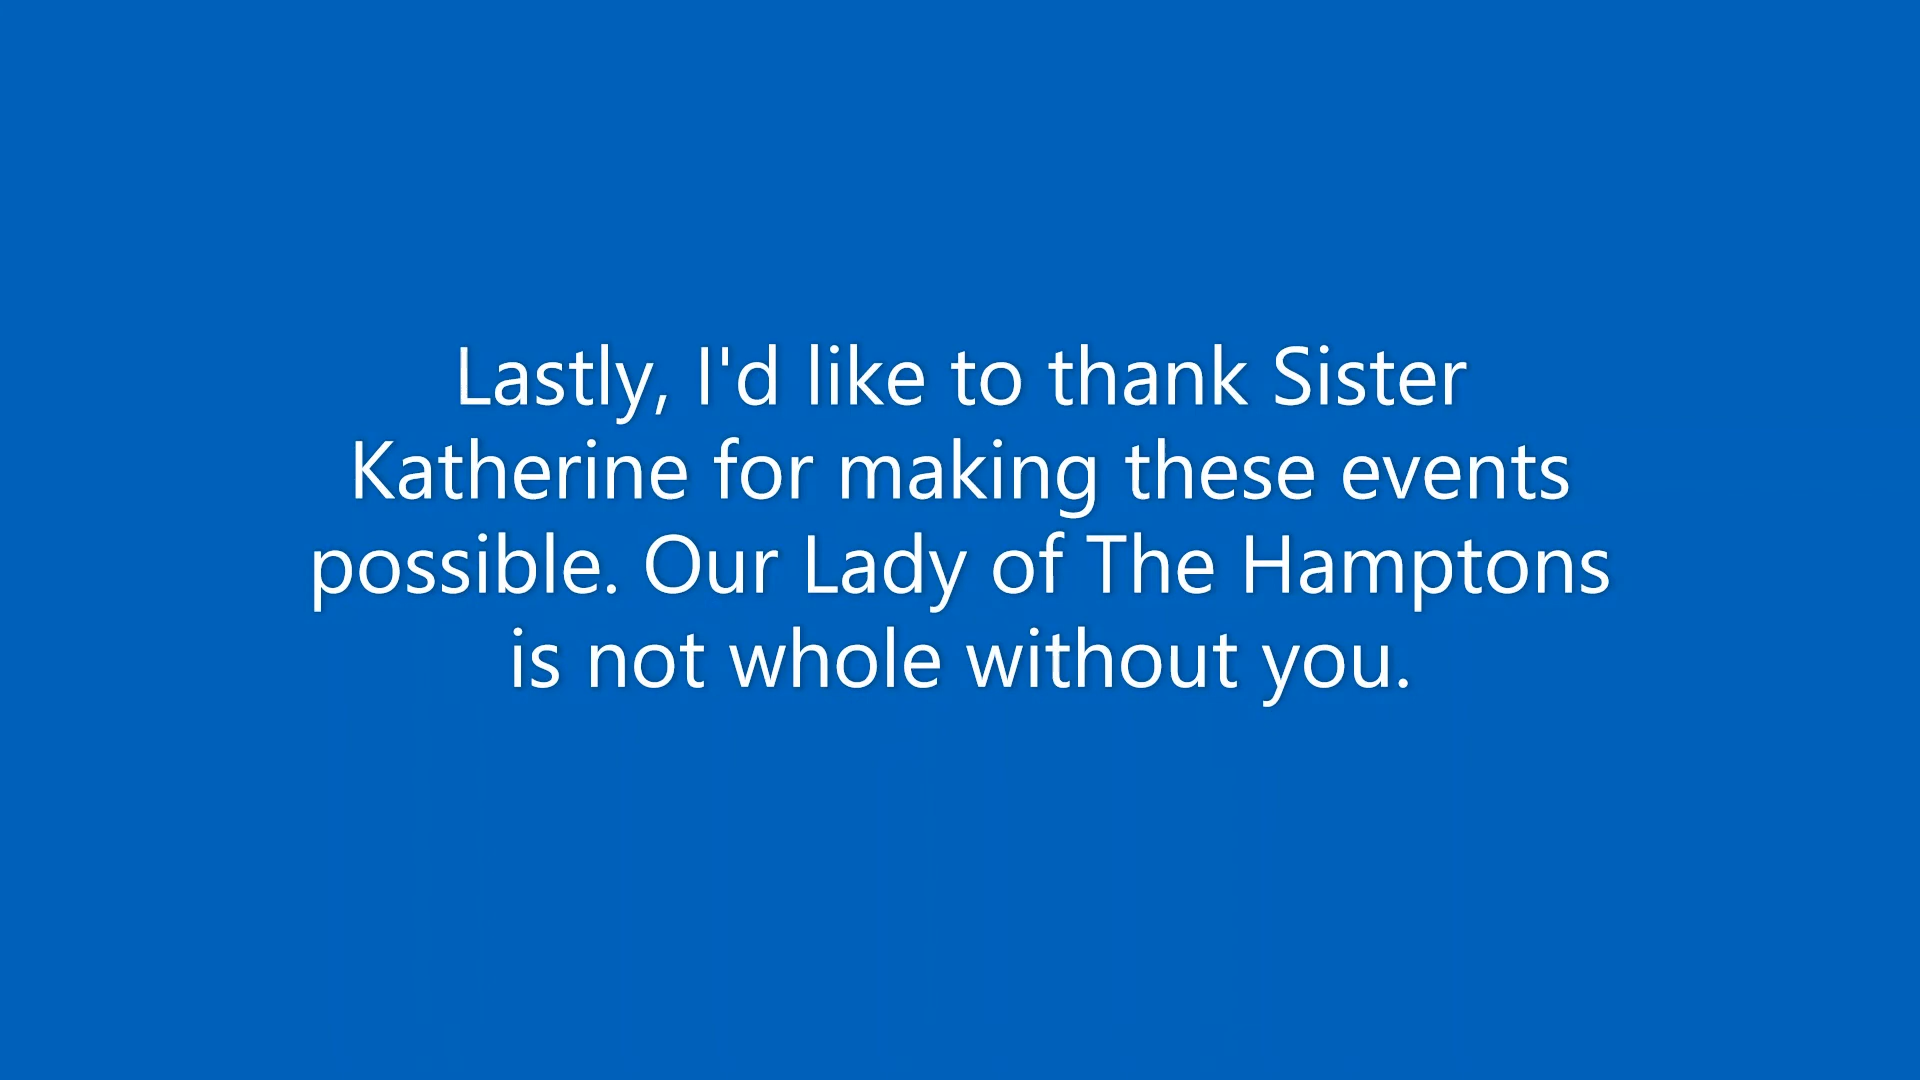 Lastly, I'd like to thank Sister
Katherine for making these events
possible. Our Lady of The Hamptons
is not whole without you.